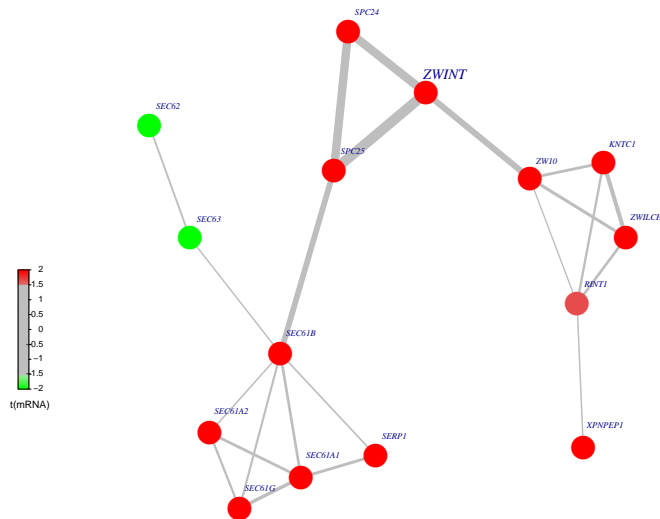 SPC24
ZWINT
SEC62
SPC25
KNTC1
ZW10
SEC63
ZWILCH
RINT1
2
1.5
1
0.5
0
-0.5
-1
-1.5
-2
t(mRNA)
SEC61B
SEC61A2
SERP1
XPNPEP1
SEC61A1
SEC61G